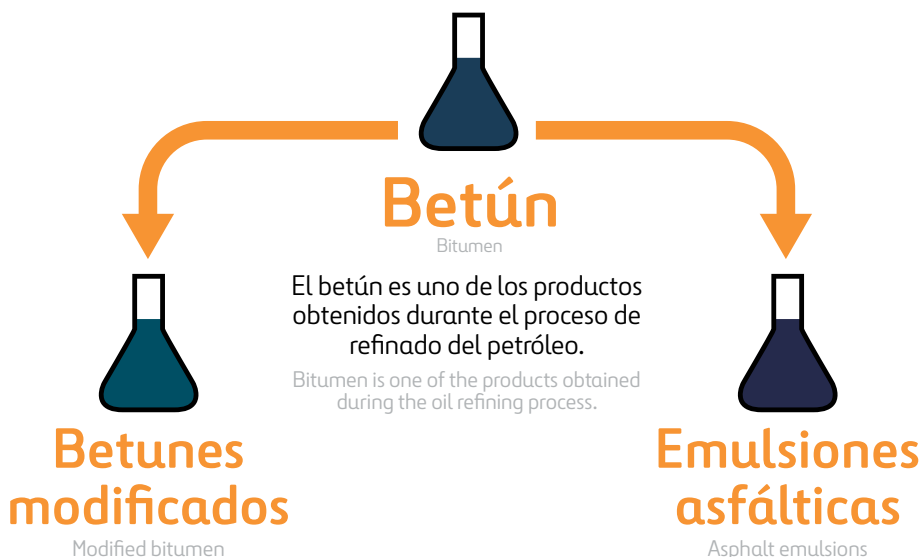 Betún
Bitumen
El betún es uno de los productos
obtenidos durante el proceso de
refinado del petróleo.
Bitumen is one of the products obtained
during the oil refining process.
Betunes
modificados
Modified bitumen
Emulsiones
asfálticas
Asphalt emulsions